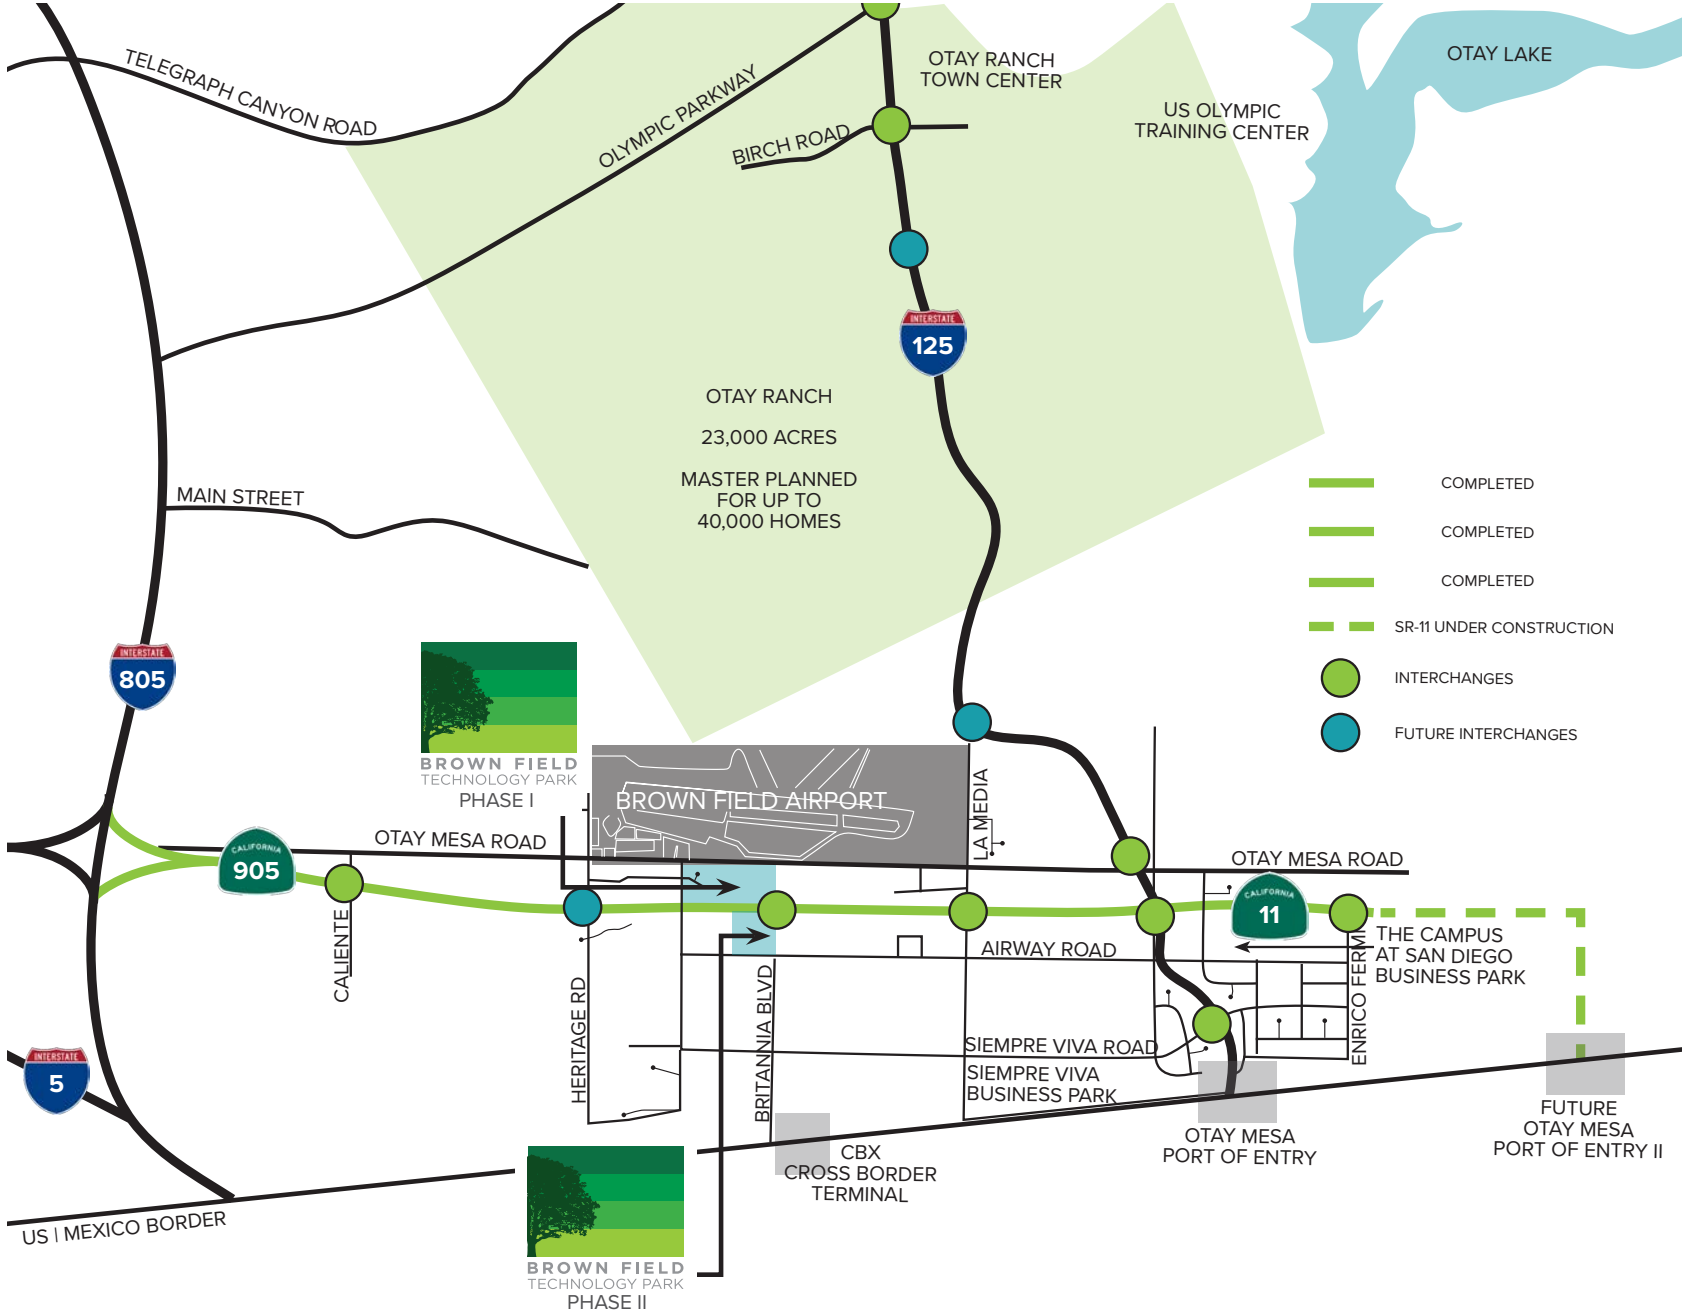 TELEGRAPH CANYON ROAD
OLYMPIC PARKWAY
BIRCH ROAD
OTAY RANCH
TOWN CENTER
US OLYMPIC
TRAINING CENTER
OTAY LAKE
INTERSTATE
125
OTAY RANCH
23,000 ACRES
MASTER PLANNED
FOR UP TO
40,000 HOMES
MAIN STREET
COMPLETED
COMPLETED
COMPLETED
SR-11 UNDER CONSTRUCTION
INTERCHANGES
FUTURE INTERCHANGES
INTERSTATE
805
BROWN FIELD
TECHNOLOGY PARK
PHASE I
BROWN FIELD AIRPORT
LA MEDIA
OTAY MESA ROAD
OTAY MESA ROAD
CALIFORNIA
905
CALIFORNIA
11
CALIENTE
HERITAGE RD
BRITANNIA BLVD
AIRWAY ROAD
ENRICO FERMI
THE CAMPUS
AT SAN DIEGO
BUSINESS PARK
SIEMPRE VIVA ROAD
SIEMPRE VIVA
BUSINESS PARK
INTERSTATE
5
CBX
CROSS BORDER
TERMINAL
OTAY MESA
PORT OF ENTRY
FUTURE
OTAY MESA
PORT OF ENTRY II
US | MEXICO BORDER
BROWN FIELD
TECHNOLOGY PARK
PHASE II